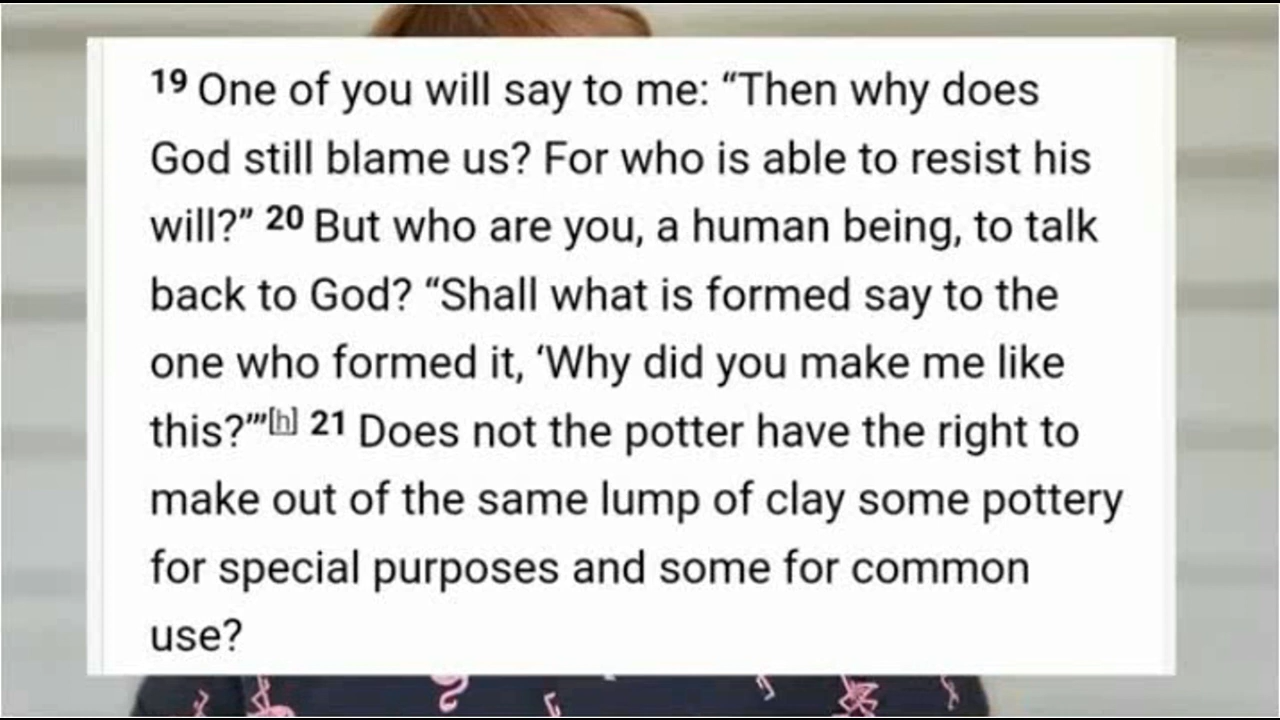 19 One of you will say to me: “Then why does
God still blame us? For who is able to resist his
will?” 20 But who are you, a human being, to talk
back to God? “Shall what is formed say to the
one who formed it, ‘Why did you make me like
this?’”[h] 21 Does not the potter have the right to
make out of the same lump of clay some pottery
for special purposes and some for common
use?